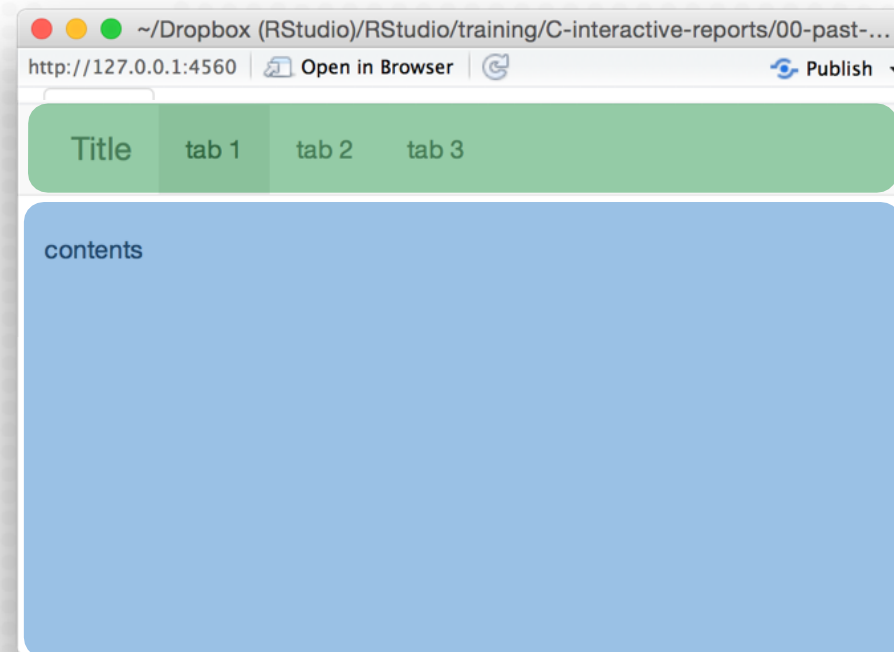 ~/Dropbox (RStudio)/RStudio/training/C-interactive-reports/00-past-...
http://127.0.0.1:4560 Open in Browser Publish
Title tab 1 tab 2 tab 3
contents